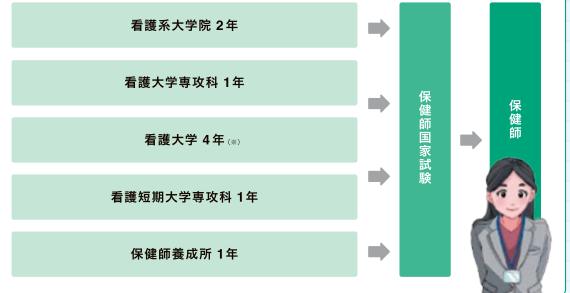 看護系大学院 2年
看護大学専攻科 1年
看護大学 4年(※)
看護短期大学専攻科 1年
保健師養成所 1年
保健師国家試験
保健師